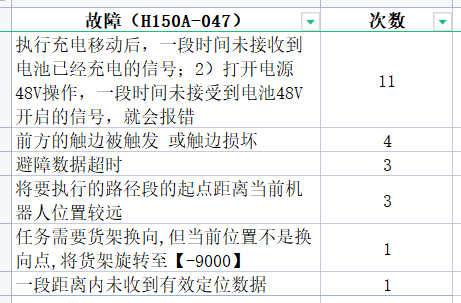 故障（H150A-047） 次数
执行充电移动后，一段时间未接收到
电池已经充电的信号；2）打开电源
48V操作，一段时间未接受到电池48V
开启的信号，就会报错 11
前方的触边被触发 或触边损坏 4
避障数据超时 3
将要执行的路径段的起点距离当前机
器人位置较远 3
任务需要货架换向,但当前位置不是换
向点,将货架旋转至【-9000】 1
一段距离内未收到有效定位数据 1